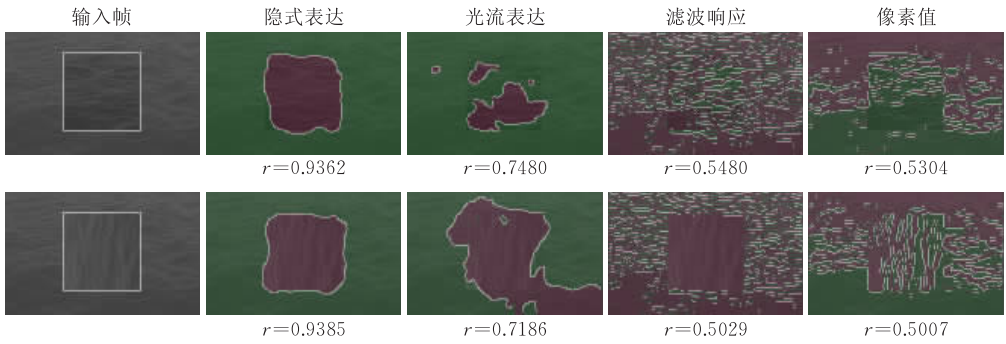 输入帧 隐式表达 光流表达 滤波响应 像素值
r=0.9362 r=0.7480 r=0.5480 r=0.5304
r=0.9385 r=0.7186 r=0.5029 r=0.5007